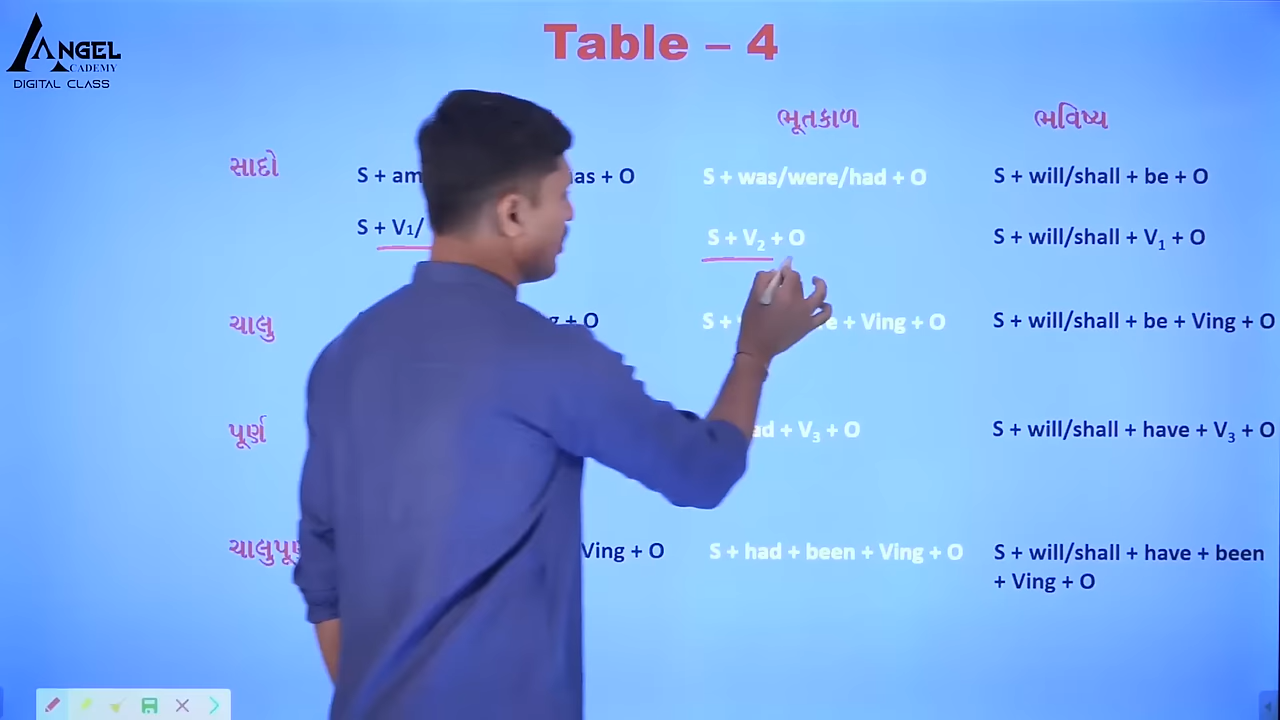 ANGEL
ACADEMY
DIGITAL CLASS
Table – 4
ભૂતકાળ
ભવિષ્ય
સાદો
S + am
as + O
S + was/were/had + O
S + will/shall + be + O
S + V1/
S + V2 + O
S + will/shall + V1 + O
ચાલુ
+ O
S +
+ Ving + O
S + will/shall + be + Ving + O
પૂર્ણ
+ V3 + O
S + will/shall + have + V3 + O
Ving + O
S + had + been + Ving + O
S + will/shall + have + been
+ Ving + O